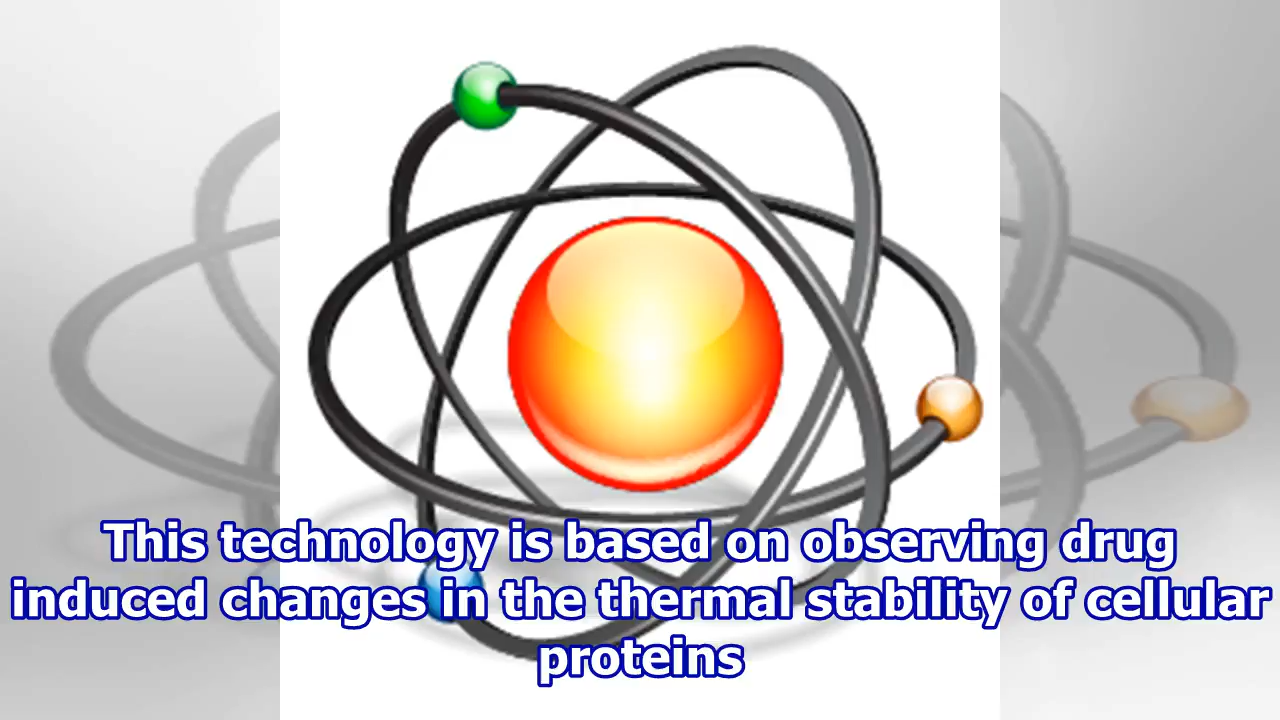 This technology is based on observing drug
induced changes in the thermal stability of cellular
proteins